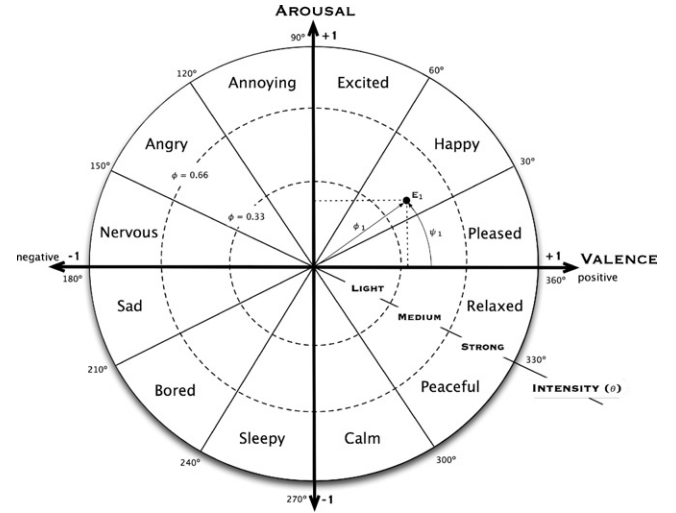 AROUSAL
90° +1
120° Annoying Excited 60°
Angry Happy
150° ϕ = 0.66 30°
ϕ = 0.33 E1
Nervous ϕ1 ψ1 Pleased
negative -1 +1 VALENCE
180° 360° positive
LIGHT
Sad MEDIUM Relaxed
STRONG
210° 330°
Bored Peaceful INTENSITY (θ)
Sleepy Calm
240° 300°
270° -1